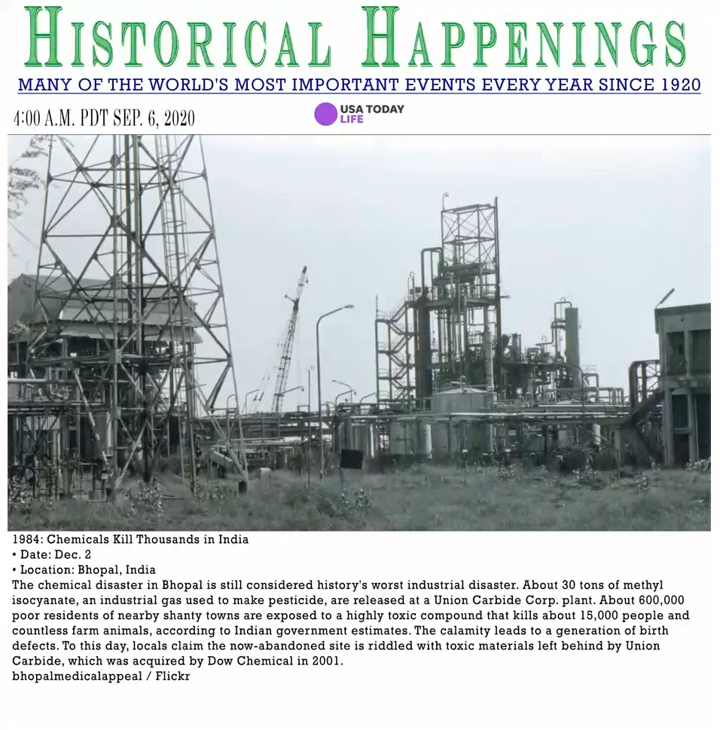 HISTORICAL HAPPENINGS
MANY OF THE WORLD'S MOST IMPORTANT EVENTS EVERY YEAR SINCE 1920
4:00 A.M. PDT SEP. 6, 2020
USA TODAY
LIFE
1984: Chemicals Kill Thousands in India
• Date: Dec. 2
• Location: Bhopal, India
The chemical disaster in Bhopal is still considered history's worst industrial disaster. About 30 tons of methyl
isocyanate, an industrial gas used to make pesticide, are released at a Union Carbide Corp. plant. About 600,000
poor residents of nearby shanty towns are exposed to a highly toxic compound that kills about 15,000 people and
countless farm animals, according to Indian government estimates. The calamity leads to a generation of birth
defects. To this day, locals claim the now-abandoned site is riddled with toxic materials left behind by Union
Carbide, which was acquired by Dow Chemical in 2001.
bhopalmedicalappeal / Flickr